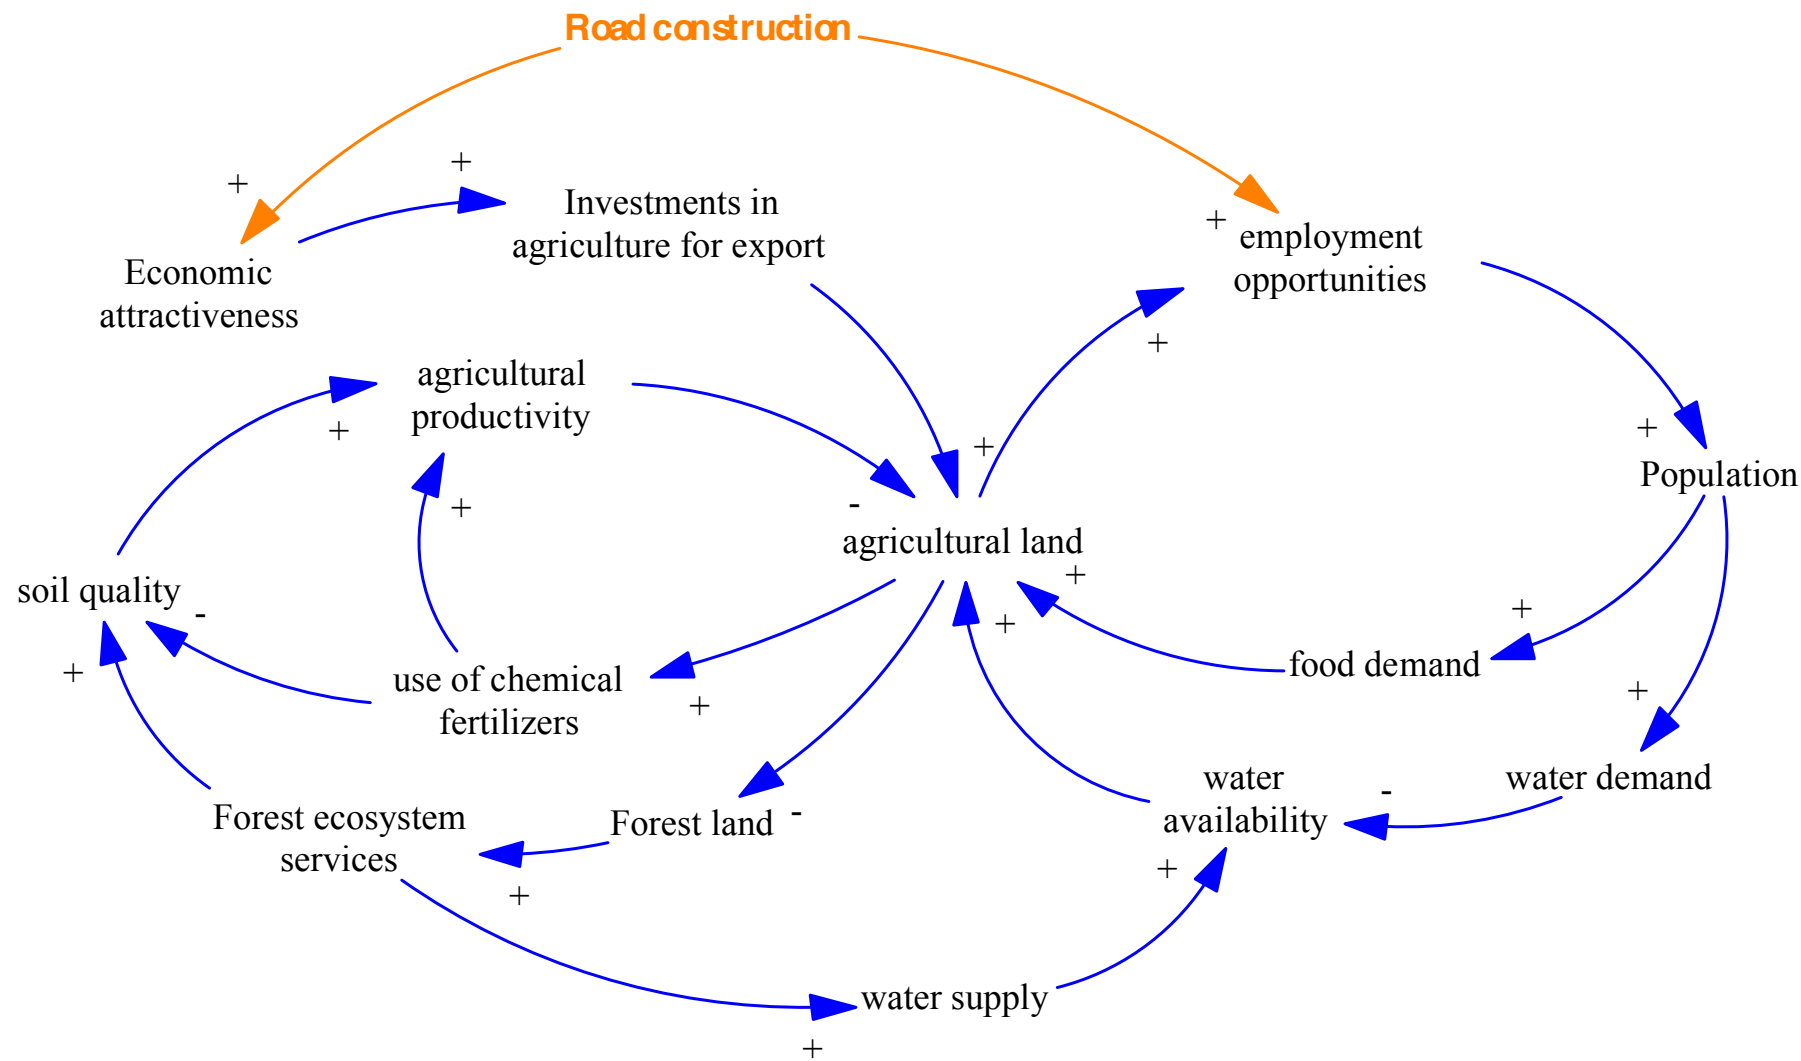 Road construction
+
+
Investments in
agriculture for export
+
employment
opportunities
Economic
attractiveness
+
agricultural
productivity
+
+
+
Population
+
-
agricultural land
+
soil quality
-
+
+
food demand
+
use of chemical
fertilizers
+
+
water demand
water
availability
-
Forest ecosystem
services
Forest land
-
+
+
water supply
+